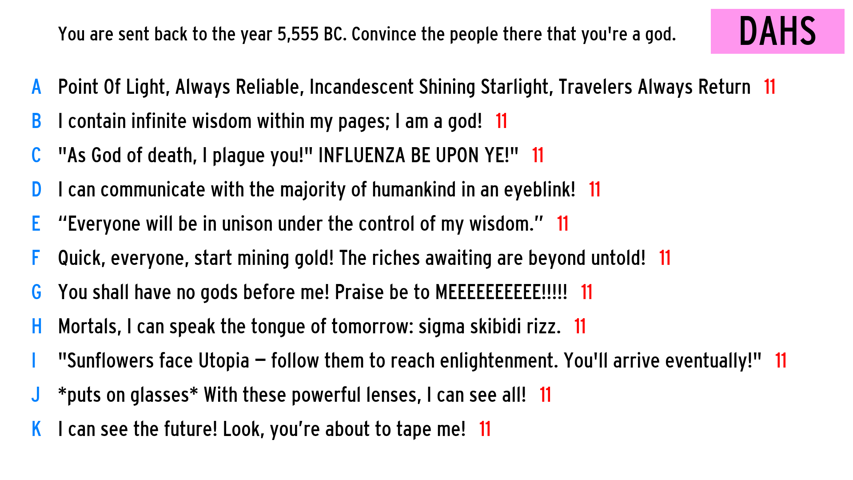 You are sent back to the year 5,555 BC. Convince the people there that you're a god.
DAHS
A Point Of Light, Always Reliable, Incandescent Shining Starlight, Travelers Always Return 11
B I contain infinite wisdom within my pages; I am a god! 11
C "As God of death, I plague you!" INFLUENZA BE UPON YE!" 11
D I can communicate with the majority of humankind in an eyeblink! 11
E “Everyone will be in unison under the control of my wisdom.” 11
F Quick, everyone, start mining gold! The riches awaiting are beyond untold! 11
G You shall have no gods before me! Praise be to MEEEEEEEEEE!!!!! 11
H Mortals, I can speak the tongue of tomorrow: sigma skibidi rizz. 11
I "Sunflowers face Utopia – follow them to reach enlightenment. You'll arrive eventually!" 11
J *puts on glasses* With these powerful lenses, I can see all! 11
K I can see the future! Look, you’re about to tape me! 11